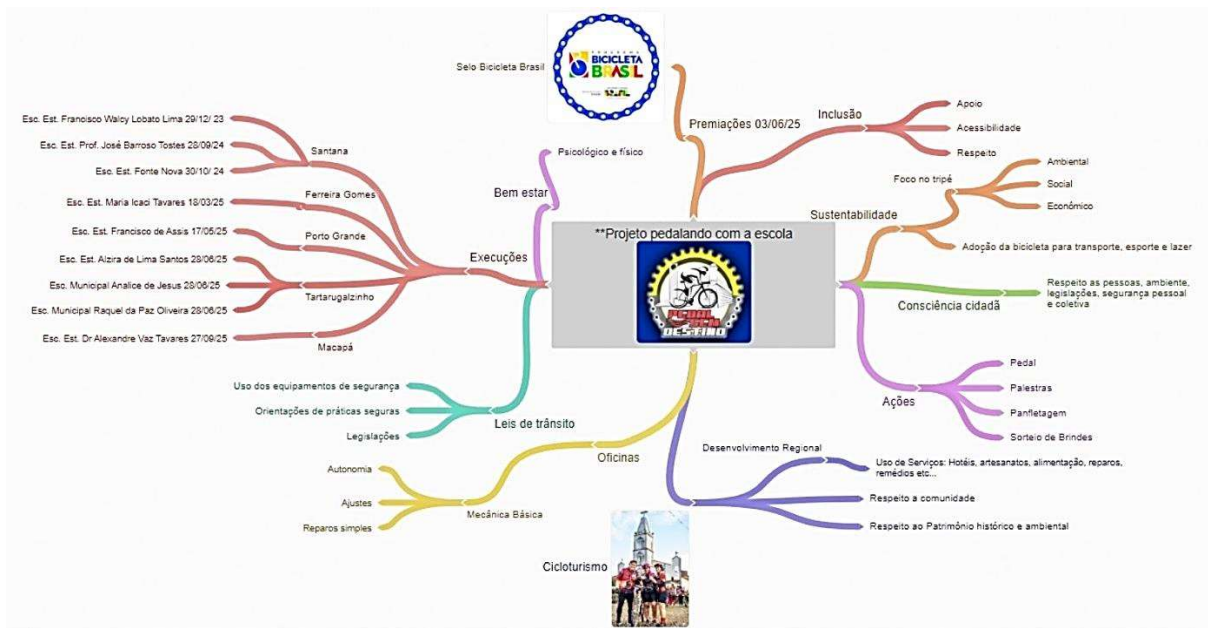 PROGRAMA
BICICLETA
BRASIL
Selo Bicicleta Brasil
Premiações 03/06/25
Inclusão
Apoio
Acessibilidade
Respeito
Sustentabilidade
Foco no tripé
Ambiental
Social
Econômico
Adoção da bicicleta para transporte, esporte e lazer
Consciência cidadã
Respeito as pessoas, ambiente,
legislações, segurança pessoal
e coletiva
Ações
Pedal
Palestras
Panfletagem
Sorteio de Brindes
**Projeto pedalando com a escola
PEDAL
SEM
DESTINO
Bem estar
Psicológico e físico
Execuções
Santana
Esc. Est. Francisco Walcy Lobato Lima 29/12/ 23
Esc. Est. Prof. José Barroso Tostes 28/09/24
Esc. Est. Fonte Nova 30/10/ 24
Ferreira Gomes
Esc. Est. Maria Icaci Tavares 18/03/25
Porto Grande
Esc. Est. Francisco de Assis 17/05/25
Tartarugalzinho
Esc. Est. Alzira de Lima Santos 28/06/25
Esc. Municipal Analice de Jesus 28/06/25
Esc. Municipal Raquel da Paz Oliveira 28/06/25
Macapá
Esc. Est. Dr Alexandre Vaz Tavares 27/09/25
Leis de trânsito
Uso dos equipamentos de segurança
Orientações de práticas seguras
Legislações
Oficinas
Mecânica Básica
Autonomia
Ajustes
Reparos simples
Cicloturismo
Desenvolvimento Regional
Uso de Serviços: Hotéis, artesanatos, alimentação, reparos,
remédios etc...
Respeito a comunidade
Respeito ao Patrimônio histórico e ambiental